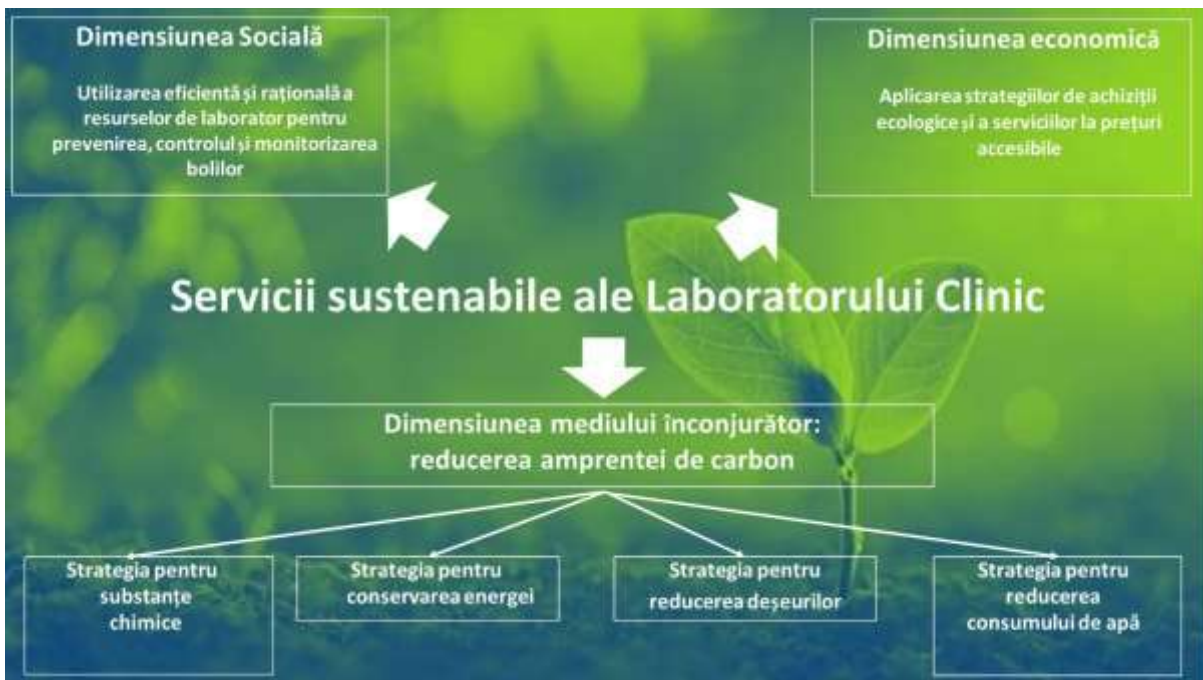 Dimensiunea Socială
Utilizarea eficientă și rațională a
resurselor de laborator pentru
prevenirea, controlul și monitorizarea
bolilor
Dimensiunea economică
Aplicarea strategiilor de achiziții
ecologice și a serviciilor la prețuri
accesibile
Servicii sustenabile ale Laboratorului Clinic
Dimensiunea mediului înconjurător:
reducerea amprentei de carbon
Strategia pentru
substanțe
chimice
Strategia pentru
conservarea energei
Strategia pentru
reducerea deșeurilor
Strategia pentru
reducerea
consumului de apă